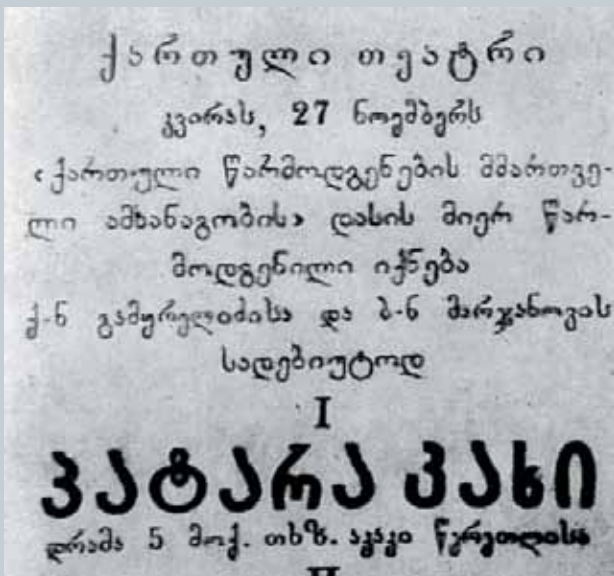 ქართული თეატრი
კვირას, 27 ნოემბერს
«ქართული წარმოდგენების მმართვე-
ლი ამხანაგობის» დასის მიერ წარ-
მოდგენილი იქნება
ქ-ნ გამყრელიძისა და ბ-ნ მარჯანოვის
სადებიუტოდ
I
პატარა კახი
დრამა 5 მოქ. თხზ. აკაკი წერეთლისა
II